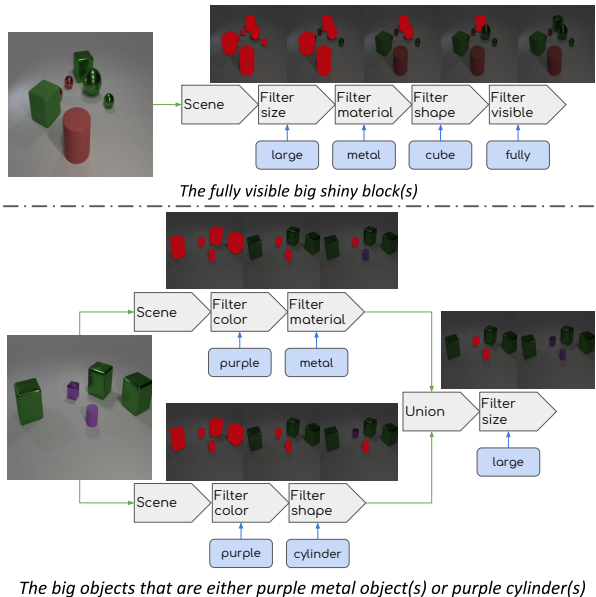 Scene
Filter
size
Filter
material
Filter
shape
Filter
visible
large
metal
cube
fully
The fully visible big shiny block(s)
Scene
Filter
color
Filter
material
purple
metal
Union
Filter
size
large
Scene
Filter
color
Filter
shape
purple
cylinder
The big objects that are either purple metal object(s) or purple cylinder(s)